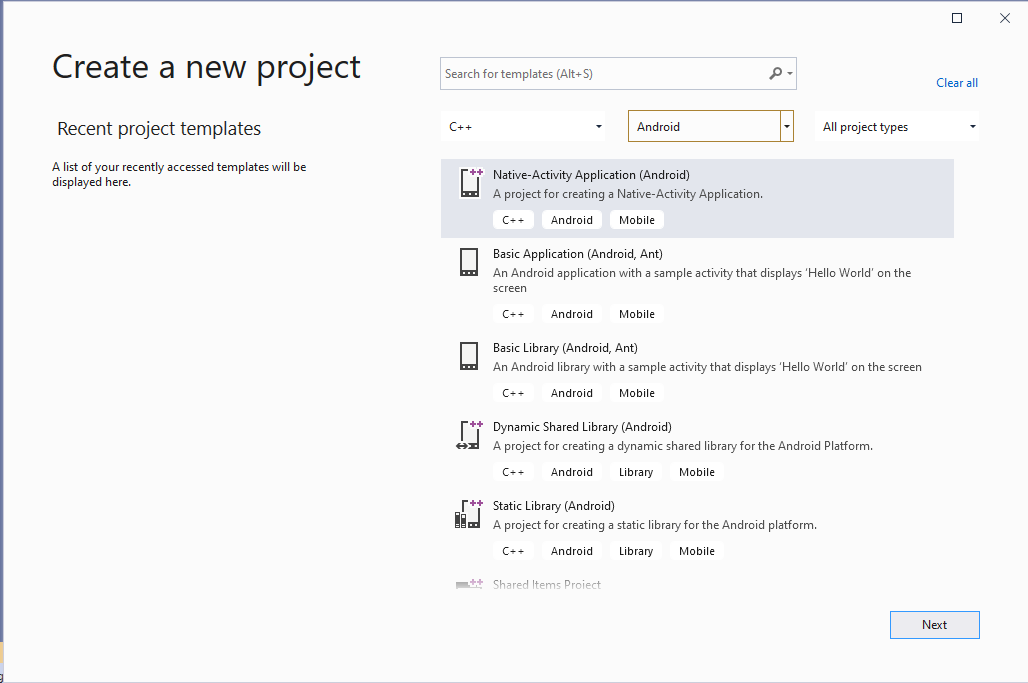 Create a new project
Search for templates (Alt+S)
Clear all
Recent project templates
C++
Android
All project types
A list of your recently accessed templates will be
displayed here.
Native-Activity Application (Android)
A project for creating a Native-Activity Application.
C++ Android Mobile
Basic Application (Android, Ant)
An Android application with a sample activity that displays ‘Hello World’ on the
screen
C++ Android Mobile
Basic Library (Android, Ant)
An Android library with a sample activity that displays ‘Hello World’ on the screen
C++ Android Mobile
Dynamic Shared Library (Android)
A project for creating a dynamic shared library for the Android Platform.
C++ Android Library Mobile
Static Library (Android)
A project for creating a static library for the Android platform.
C++ Android Library Mobile
Shared Items Project
Next